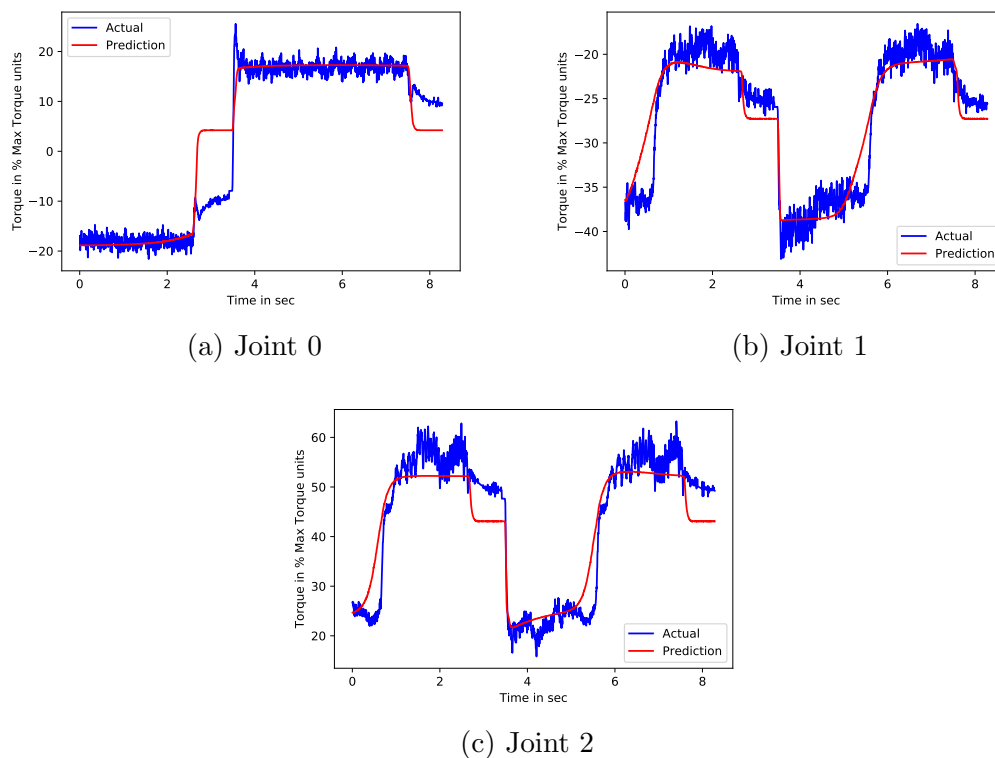 Actual
Prediction
20
10
0
−10
−20
0
2
4
6
8
Torque in % Max Torque units
Time in sec
(a) Joint 0
−20
−25
−30
−35
−40
0
2
4
6
8
Torque in % Max Torque units
Time in sec
Actual
Prediction
(b) Joint 1
60
50
40
30
20
0
2
4
6
8
Torque in % Max Torque units
Time in sec
Actual
Prediction
(c) Joint 2